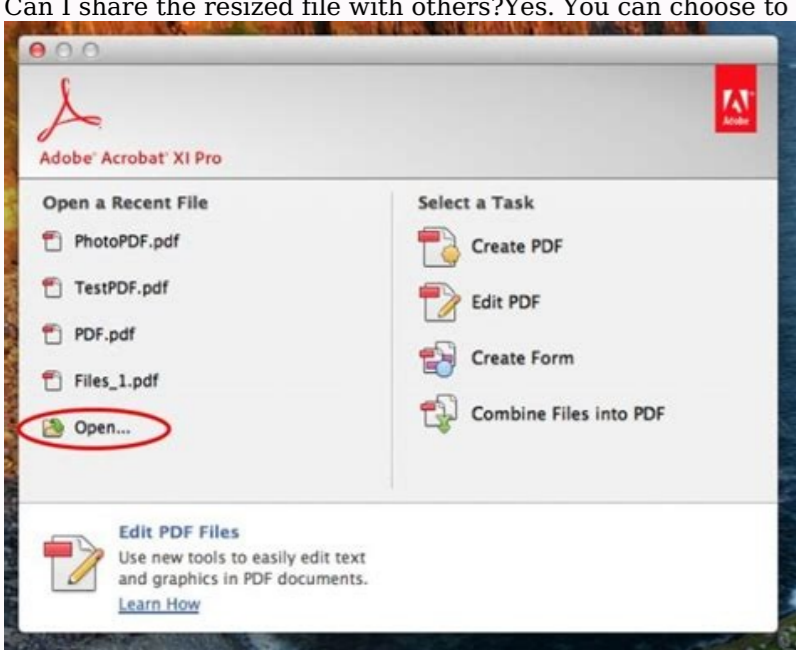 Can I share the resized file with others?Yes. You can choose to
Adobe
Adobe® Acrobat® XI Pro
Open a Recent File
PhotoPDF.pdf
TestPDF.pdf
PDF.pdf
Files_1.pdf
Open...
Select a Task
Create PDF
Edit PDF
Create Form
Combine Files into PDF
Edit PDF Files
Use new tools to easily edit text
and graphics in PDF documents.
Learn How